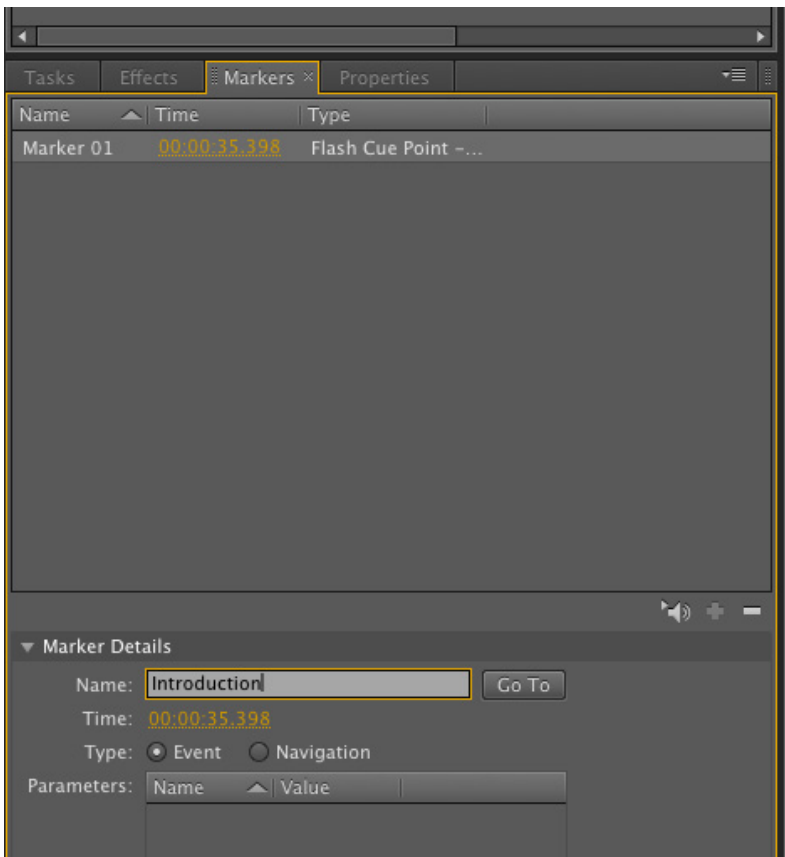 Tasks Effects Markers × Properties
Name Time Type
Marker 01 00:00:35.398 Flash Cue Point -...
Marker Details
Name: Introduction Go To
Time: 00:00:35.398
Type: Event Navigation
Parameters: Name Value